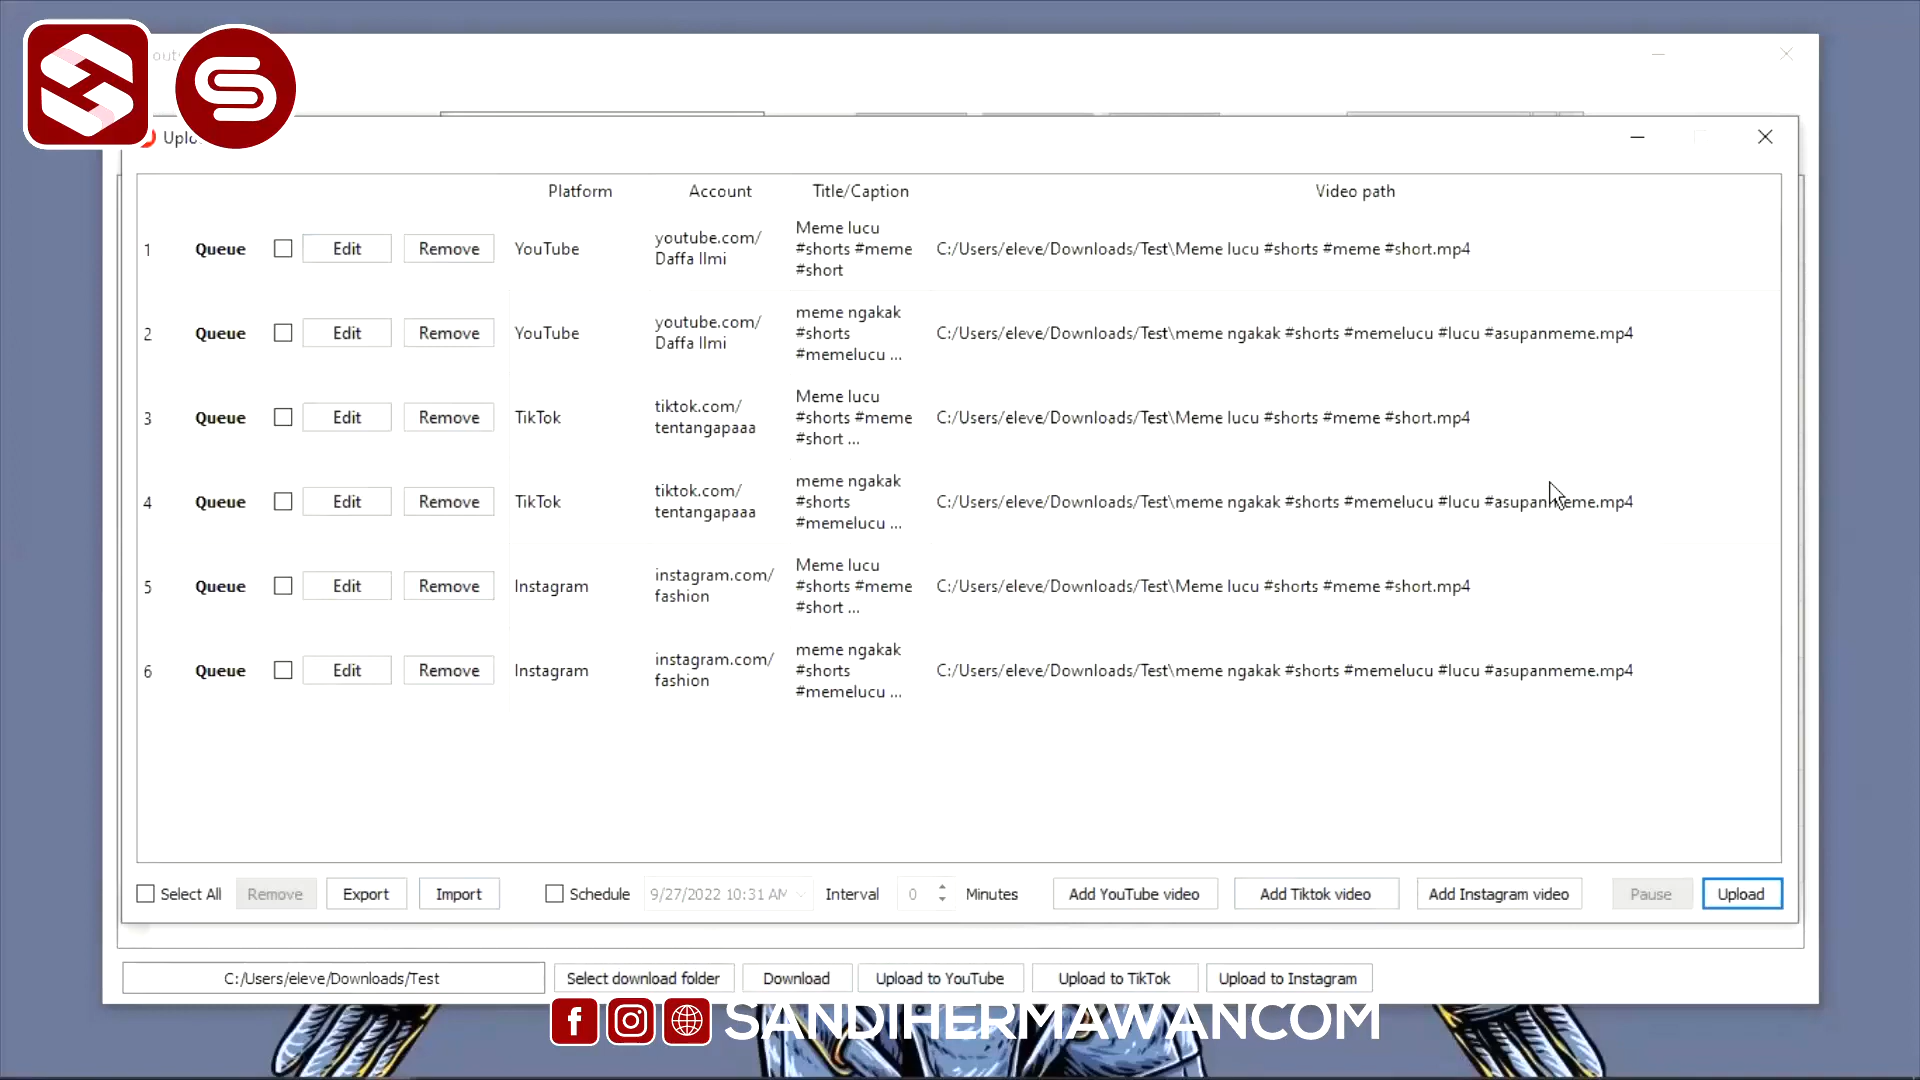 Platform Account Title/Caption Video path
1 Queue Edit Remove YouTube youtube.com/ Daffa Ilmi Meme lucu #shorts #meme #short C:/Users/eleve/Downloads/Test\Meme lucu #shorts #meme #short.mp4
2 Queue Edit Remove YouTube youtube.com/ Daffa Ilmi meme ngakak #shorts #memelucu ... C:/Users/eleve/Downloads/Test\meme ngakak #shorts #memelucu #lucu #asupanmeme.mp4
3 Queue Edit Remove TikTok tiktok.com/ tentangapaaa Meme lucu #shorts #meme #short ... C:/Users/eleve/Downloads/Test\Meme lucu #shorts #meme #short.mp4
4 Queue Edit Remove TikTok tiktok.com/ tentangapaaa meme ngakak #shorts #memelucu ... C:/Users/eleve/Downloads/Test\meme ngakak #shorts #memelucu #lucu #asupanmeme.mp4
5 Queue Edit Remove Instagram instagram.com/ fashion Meme lucu #shorts #meme #short ... C:/Users/eleve/Downloads/Test\Meme lucu #shorts #meme #short.mp4
6 Queue Edit Remove Instagram instagram.com/ fashion meme ngakak #shorts #memelucu ... C:/Users/eleve/Downloads/Test\meme ngakak #shorts #memelucu #lucu #asupanmeme.mp4
Select All Remove Export Import Schedule 9/27/2022 10:31 AM Interval 0 Minutes Add YouTube video Add Tiktok video Add Instagram video Pause Upload
C:/Users/eleve/Downloads/Test Select download folder Download Upload to YouTube Upload to TikTok Upload to Instagram
SANDIHERMAWANCOM